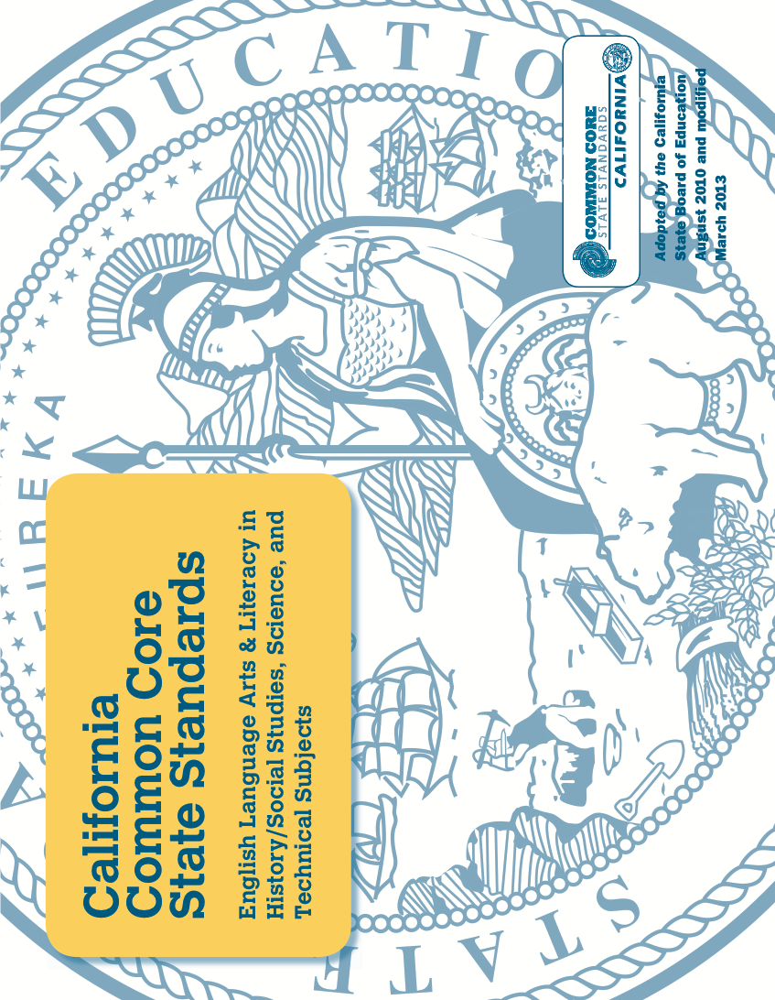 California
Common Core
State Standards
English Language Arts & Literacy in
History/Social Studies, Science, and
Technical Subjects
EUREKA
STATE
EDUCATIO
COMMON CORE
STATE STANDARDS
CALIFORNIA
Adopted by the California
State Board of Education
August 2010 and modified
March 2013